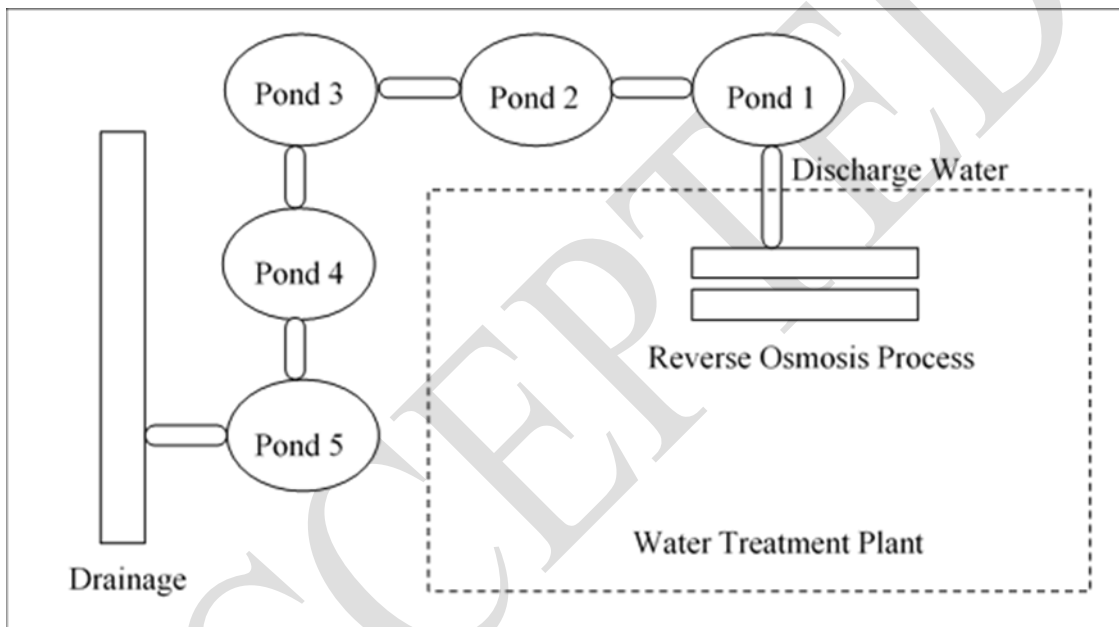 Pond 3
Pond 2
Pond 1
Discharge Water
Pond 4
Reverse Osmosis Process
Pond 5
Water Treatment Plant
Drainage
CCEPTED